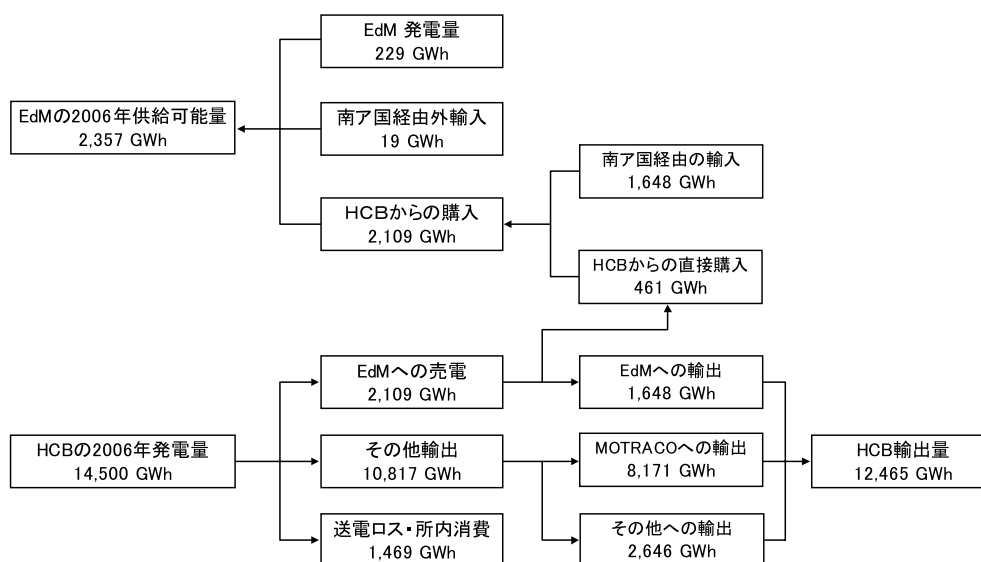 EdM 発電量
229 GWh
EdMの2006年供給可能量
2,357 GWh
南ア国経由外輸入
19 GWh
南ア国経由の輸入
1,648 GWh
HCBからの購入
2,109 GWh
HCBからの直接購入
461 GWh
EdMへの売電
2,109 GWh
EdMへの輸出
1,648 GWh
HCBの2006年発電量
14,500 GWh
その他輸出
10,817 GWh
MOTRACOへの輸出
8,171 GWh
HCB輸出量
12,465 GWh
送電ロス・所内消費
1,469 GWh
その他への輸出
2,646 GWh